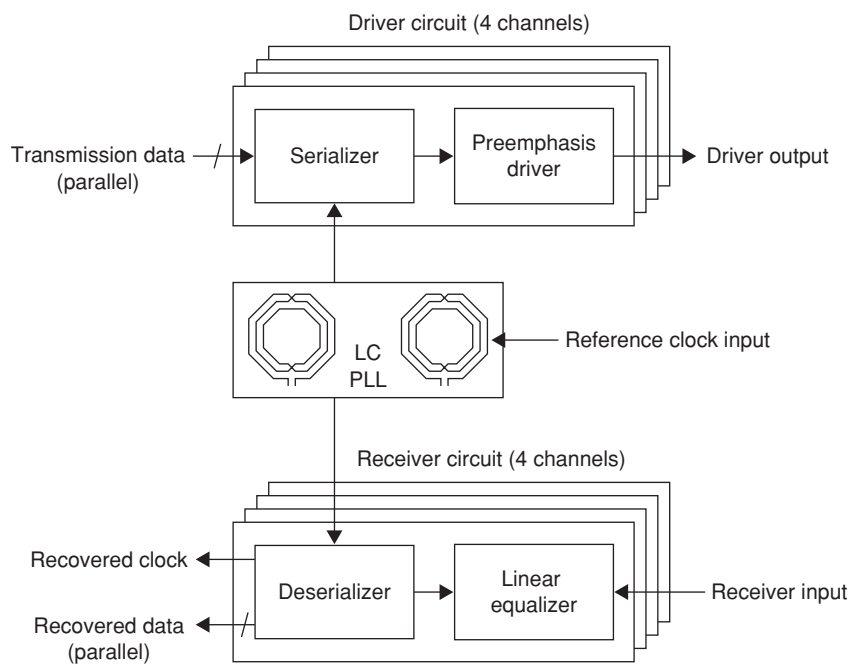 Driver circuit (4 channels)
Transmission data
(parallel)
Serializer
Preemphasis
driver
Driver output
LC
PLL
Reference clock input
Receiver circuit (4 channels)
Recovered clock
Recovered data
(parallel)
Deserializer
Linear
equalizer
Receiver input